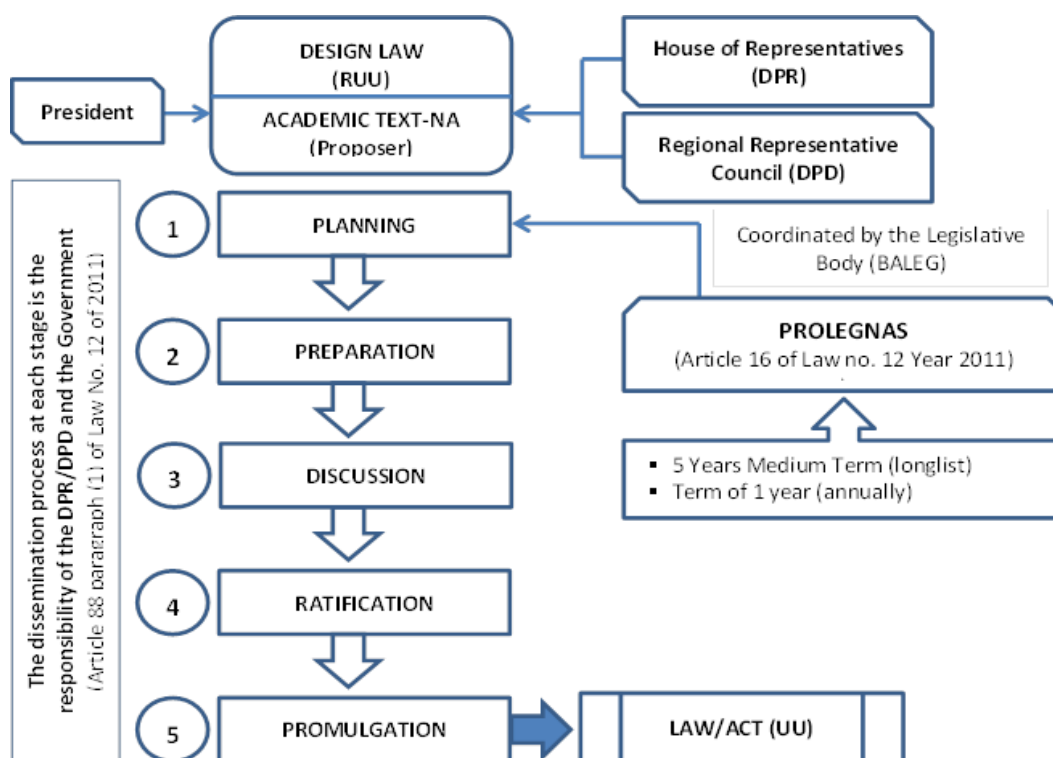 DESIGN LAW
(RUU)
ACADEMIC TEXT-NA
(Proposer)
President
House of Representatives
(DPR)
Regional Representative
Council (DPD)
The dissemination process at each stage is the
responsibility of the DPR/DPD and the Government
(Article 88 paragraph (1) of Law No. 12 of 2011)
1
PLANNING
Coordinated by the Legislative
Body (BALEG)
PROLEGNAS
(Article 16 of Law no. 12 Year 2011)
▪ 5 Years Medium Term (longlist)
▪ Term of 1 year (annually)
2
PREPARATION
3
DISCUSSION
4
RATIFICATION
5
PROMULGATION
LAW/ACT (UU)